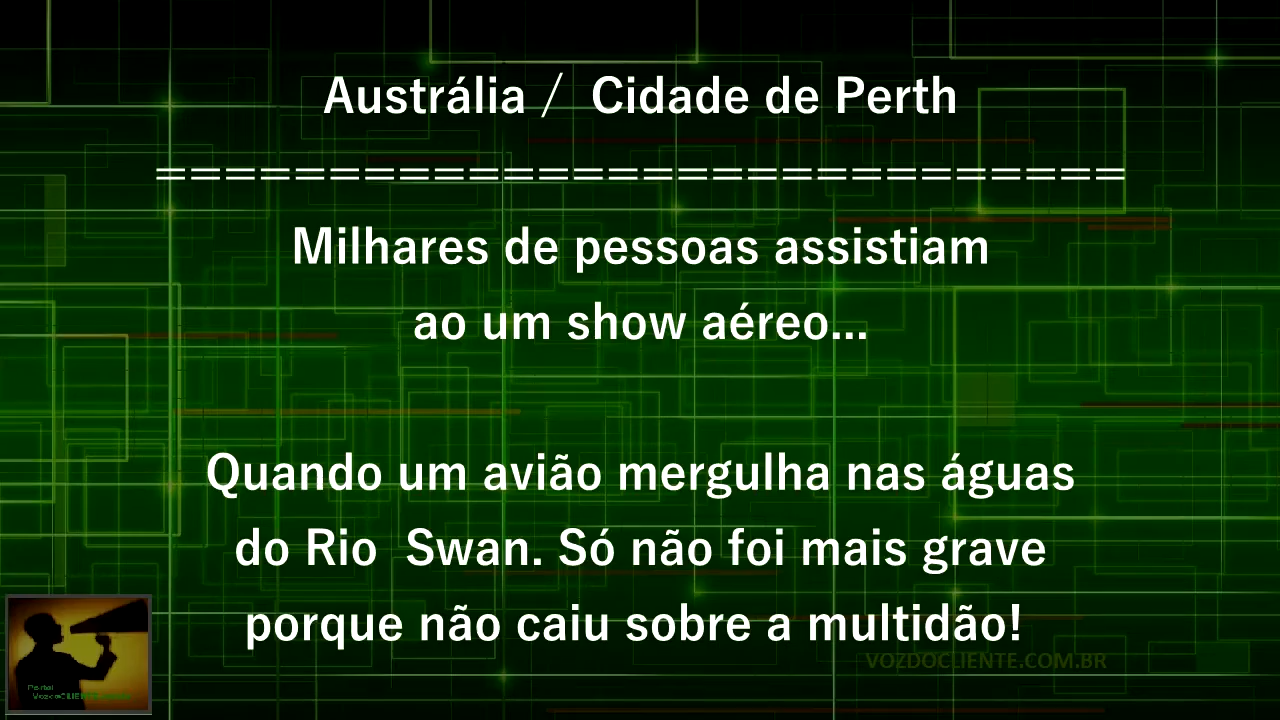 Austrália / Cidade de Perth
============================
Milhares de pessoas assistiam
ao um show aéreo...
Quando um avião mergulha nas águas
do Rio Swan. Só não foi mais grave
porque não caiu sobre a multidão!
VOZDOCLIENTE.COM.BR
Portal